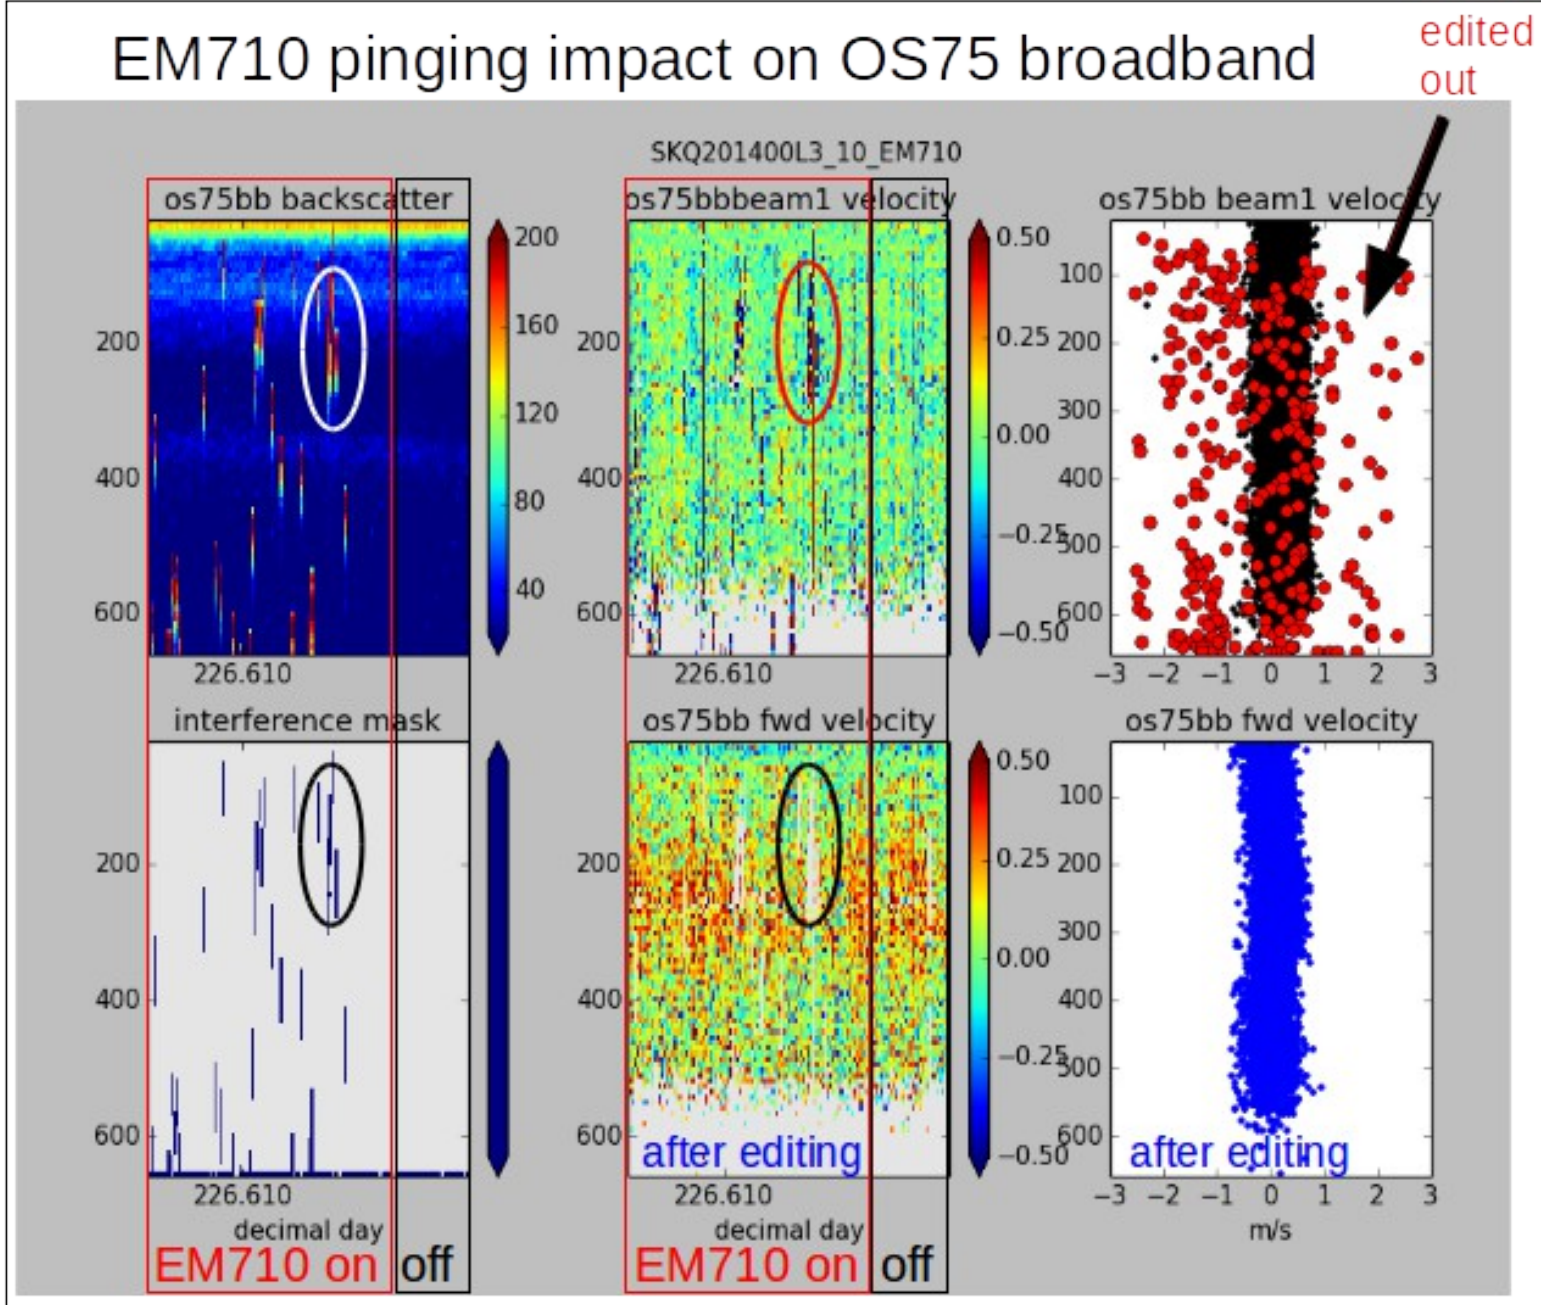 EM710 pinging impact on OS75 broadband
edited
out
SKQ201400L3_10_EM710
os75bb backscatter
200
160
120
80
40
200
400
600
226.610
os75bbbeam1 velocity
0.50
0.25
0.00
−0.25
−0.50
200
400
600
226.610
os75bb beam1 velocity
100
200
300
400
500
600
−3 −2 −1 0 1 2 3
interference mask
200
400
600
226.610
decimal day
EM710 on
off
os75bb fwd velocity
0.50
0.25
0.00
−0.25
−0.50
200
400
600
after editing
226.610
decimal day
EM710 on
off
os75bb fwd velocity
100
200
300
400
500
600
after editing
−3 −2 −1 0 1 2 3
m/s